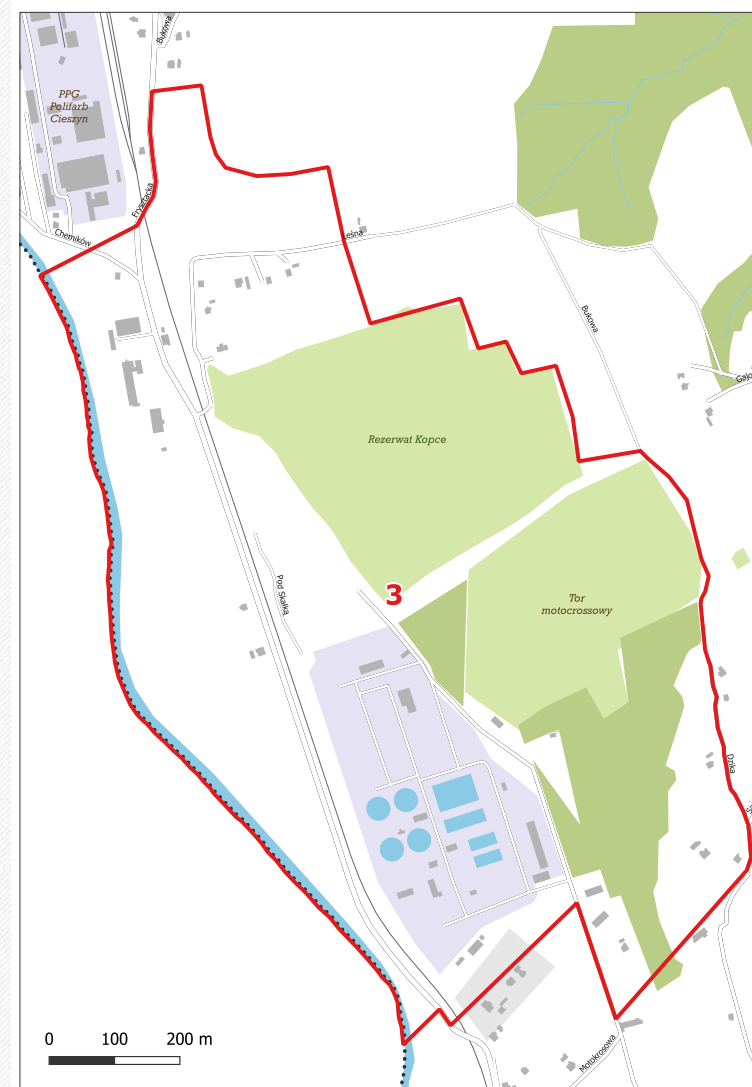 Bukowa
PPG
Polifarb
Cieszyn
Frysztacka
Chemików
Leśna
Bukowa
Rezerwat Kopce
3
Tor
motocrossowy
Pod Skałką
Dzika
Motokrosowa
0 100 200 m